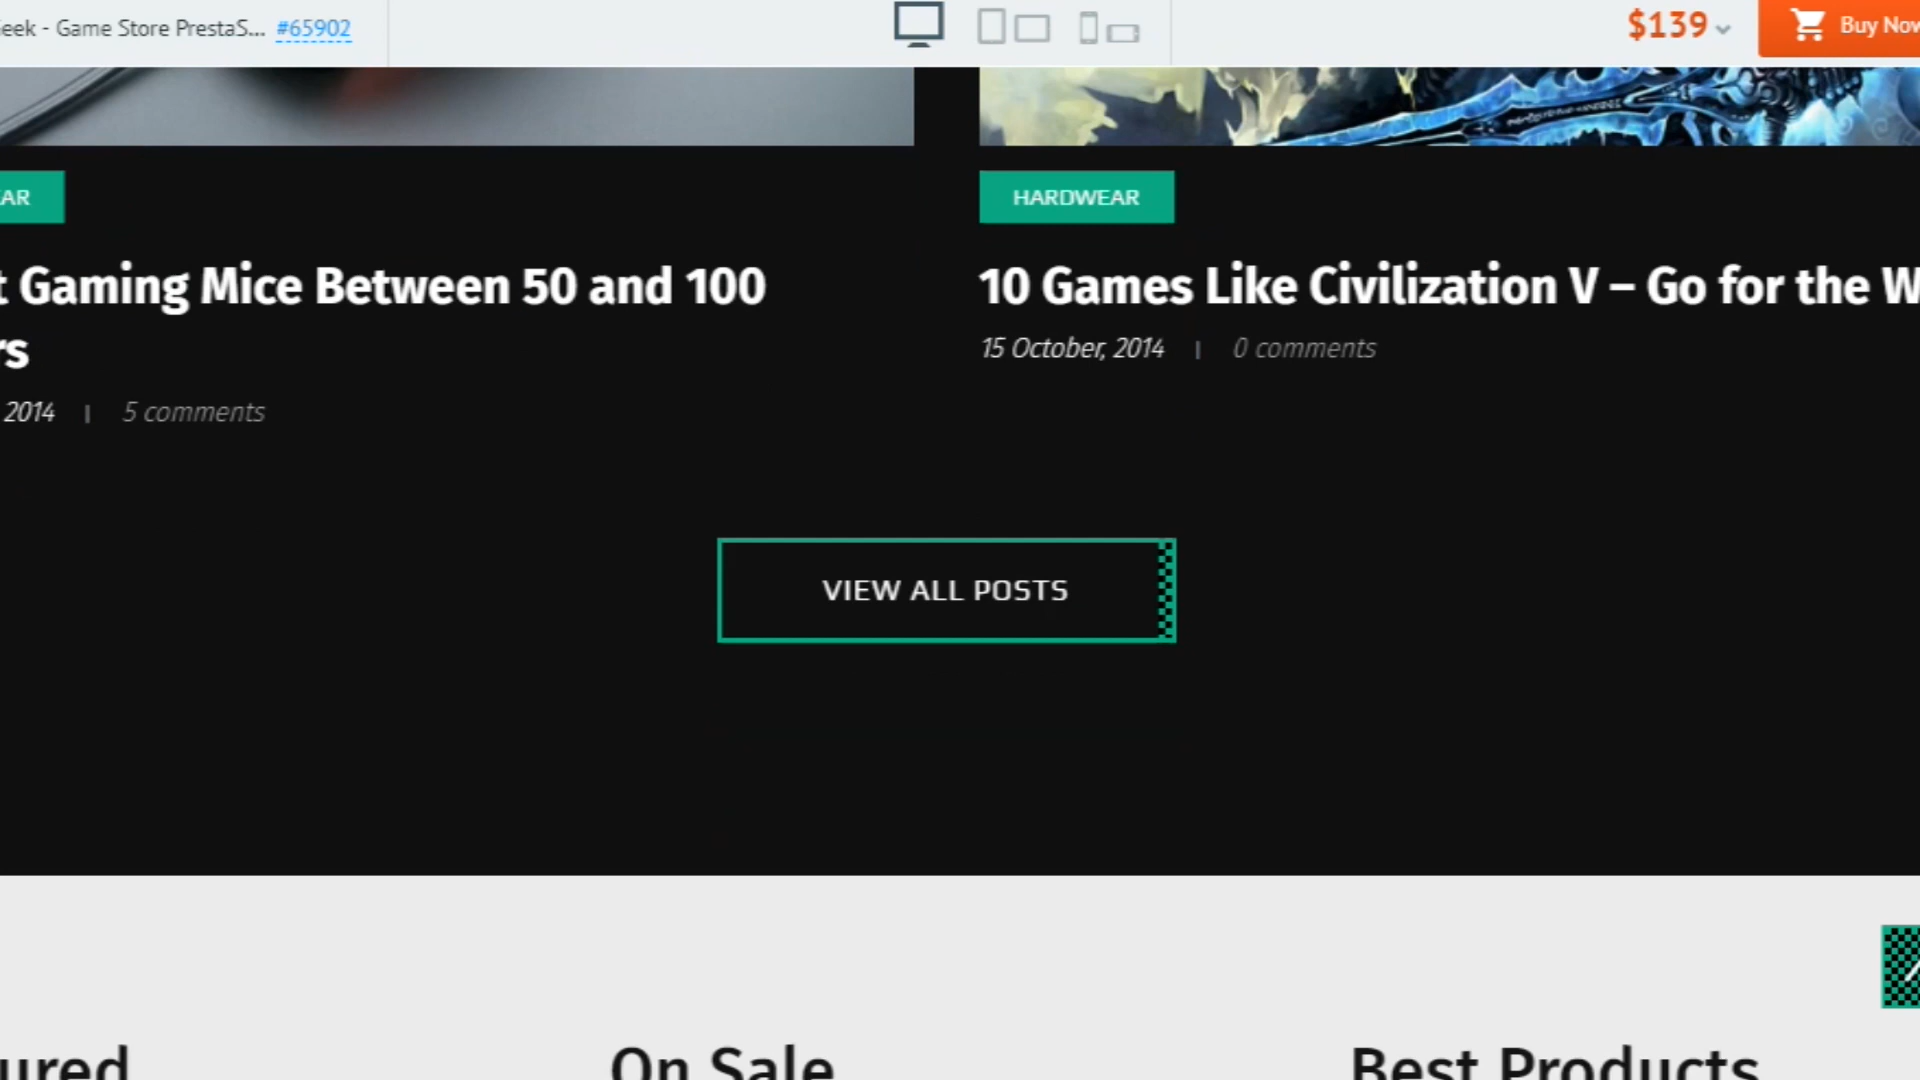 eek - Game Store PrestaS... #65902
$139 Buy Now
AR
HARDWEAR
t Gaming Mice Between 50 and 100
rs
2014 | 5 comments
10 Games Like Civilization V – Go for the W
15 October, 2014 | 0 comments
VIEW ALL POSTS
ured
On Sale
Best Products